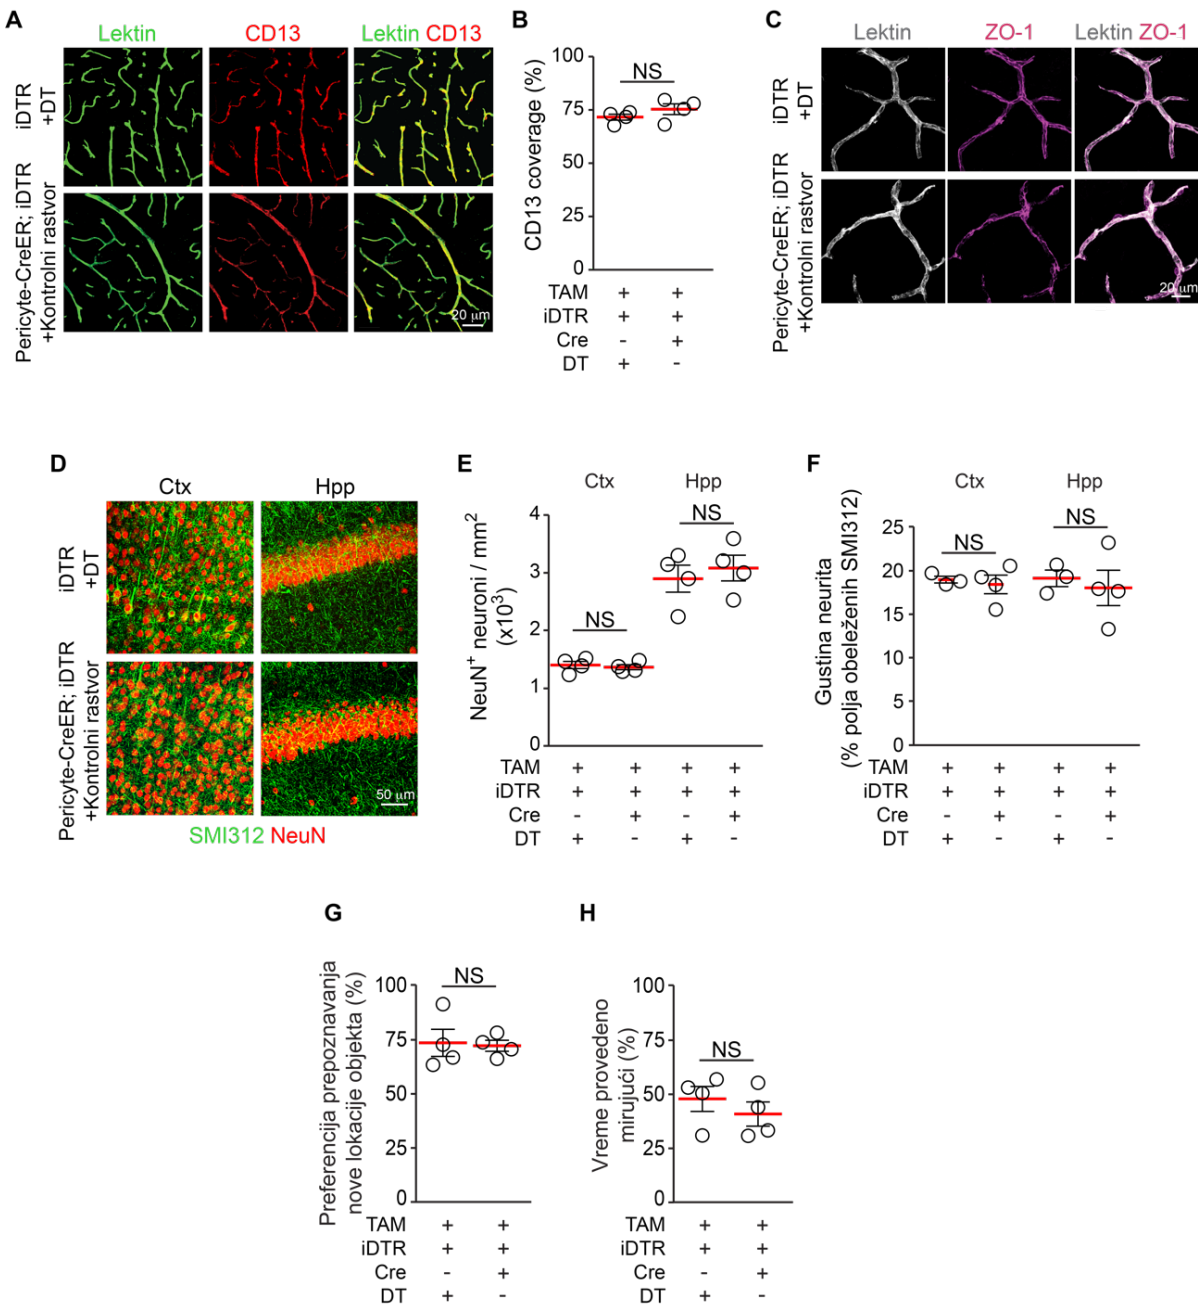 A
Lektin
CD13
Lektin CD13
iDTR
+DT
Pericyte-CreER; iDTR
+Kontrolni rastvor
20 µm
B
CD13 coverage (%)
100
75
50
25
0
NS
TAM + +
iDTR + +
Cre - +
DT + -
C
Lektin
ZO-1
Lektin ZO-1
iDTR
+DT
Pericyte-CreER; iDTR
+Kontrolni rastvor
20 µm
D
Ctx
Hpp
iDTR
+DT
Pericyte-CreER; iDTR
+Kontrolni rastvor
50 µm
SMI312 NeuN
E
Ctx
Hpp
NeuN⁺ neuroni / mm²
(x10³)
4
3
2
1
0
NS
NS
TAM + + + +
iDTR + + + +
Cre - + - +
DT + - + -
F
Ctx
Hpp
Gustina neurita
(% polja obeleženih SMI312)
25
20
15
10
5
0
NS
NS
TAM + + + +
iDTR + + + +
Cre - + - +
DT + - + -
G
Preferencija prepoznavanja
nove lokacije objekta (%)
100
75
50
25
0
NS
TAM + +
iDTR + +
Cre - +
DT + -
H
Vreme provedeno
mirujući (%)
100
75
50
25
0
NS
TAM + +
iDTR + +
Cre - +
DT + -